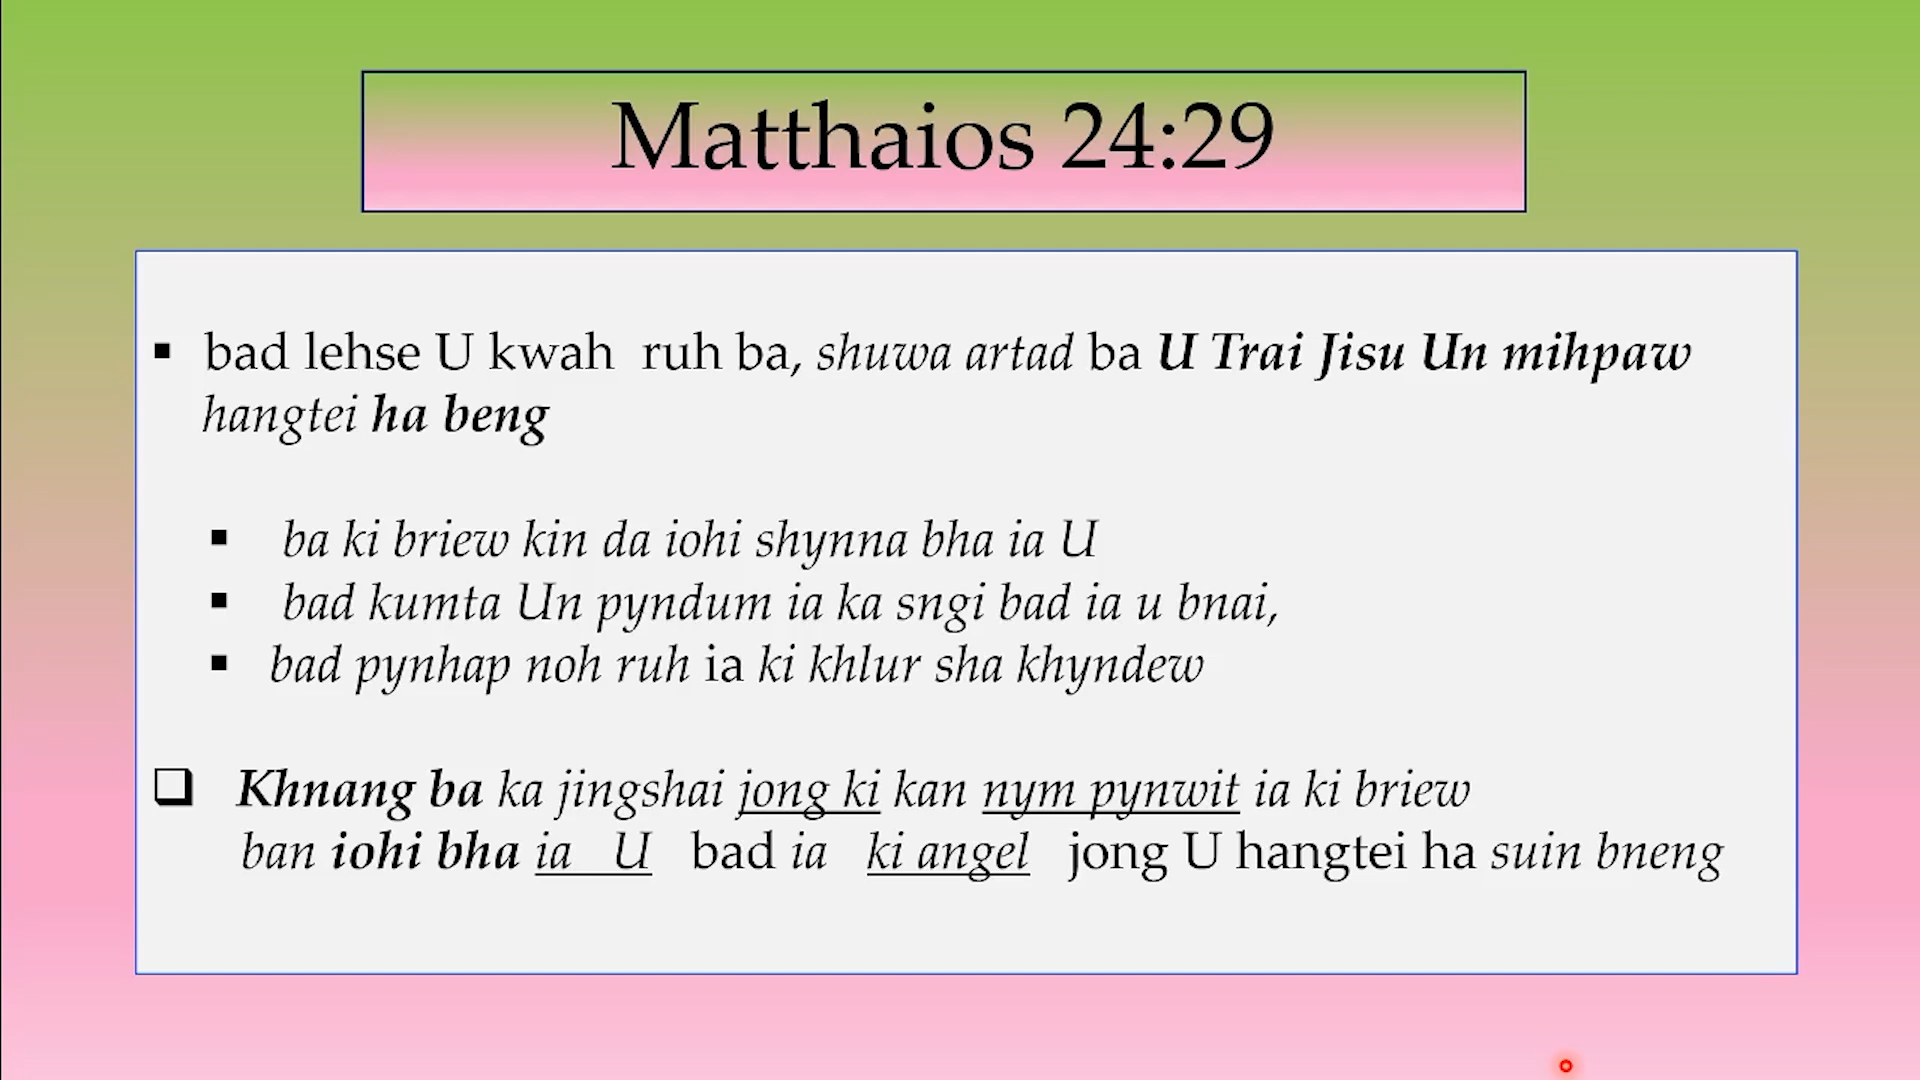 Matthaios 24:29
▪ bad lehse U kwah ruh ba, shuwa artad ba U Trai Jisu Un mihpaw
hangtei ha beng
▪ ba ki briew kin da iohi shynna bha ia U
▪ bad kumta Un pyndum ia ka sngi bad ia u bnai,
▪ bad pynhap noh ruh ia ki khlur sha khyndew
❑ Khnang ba ka jingshai jong ki kan nym pynwit ia ki briew
ban iohi bha ia U bad ia ki angel jong U hangtei ha suin bneng